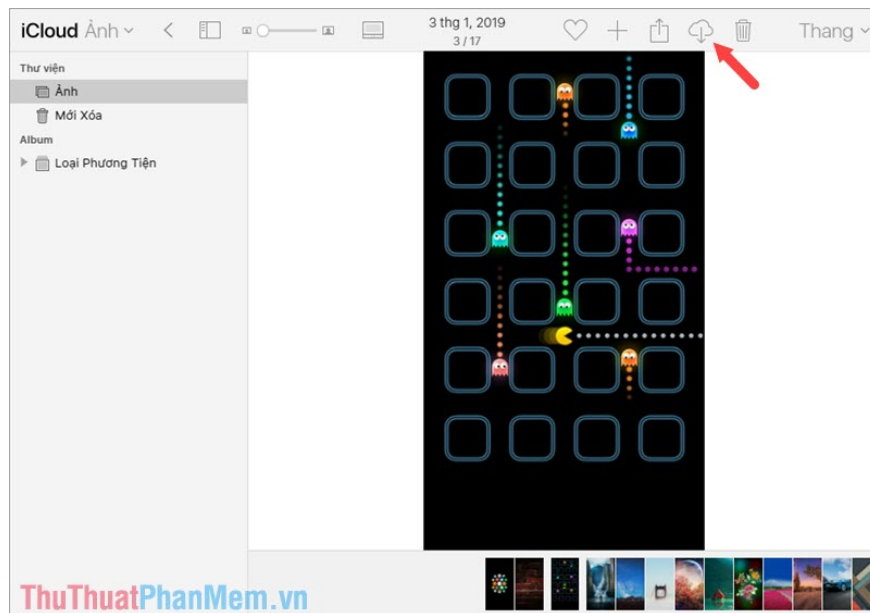 iCloud Ảnh
3 thg 1, 2019
3 / 17
Thang
Thư viện
Ảnh
Mới Xóa
Album
Loại Phương Tiện
ThuThuatPhanMem.vn